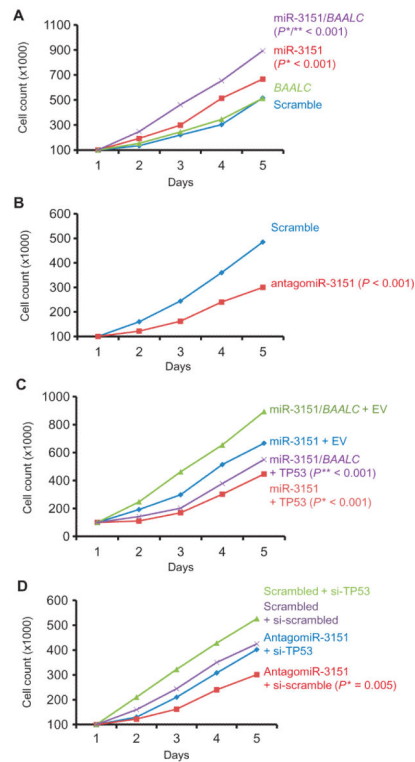 A
miR-3151/BAALC
(P*/** < 0.001)
miR-3151
(P* < 0.001)
BAALC
Scramble
Cell count (x1000)
1100
900
700
500
300
100
1 2 3 4 5
Days
B
Scramble
antagomiR-3151 (P < 0.001)
Cell count (x1000)
600
500
400
300
200
100
1 2 3 4 5
Days
C
miR-3151/BAALC + EV
miR-3151 + EV
miR-3151/BAALC
+ TP53 (P** < 0.001)
miR-3151
+ TP53 (P* < 0.001)
Cell count (x1000)
1000
800
600
400
200
0
1 2 3 4 5
Days
D
Scrambled + si-TP53
Scrambled
+ si-scrambled
AntagomiR-3151
+ si-TP53
AntagomiR-3151
+ si-scramble (P* = 0.005)
Cell count (x1000)
600
500
400
300
200
100
1 2 3 4 5
Days